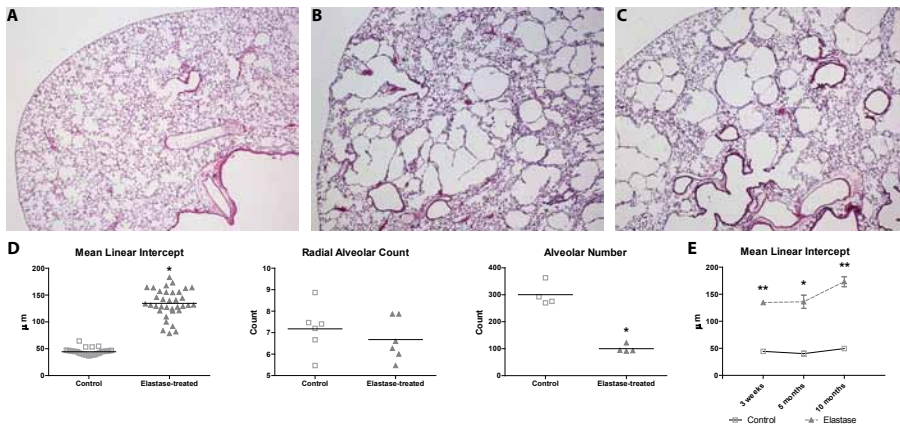 A
B
C
D
Mean Linear Intercept
200
150
100
50
0
μm
*
Control
Elastase-treated
Radial Alveolar Count
10
9
8
7
6
5
Count
Control
Elastase-treated
Alveolar Number
400
300
200
100
0
Count
*
Control
Elastase-treated
E
Mean Linear Intercept
200
150
100
50
0
μm
**
*
**
3 weeks
5 months
10 months
Control
Elastase